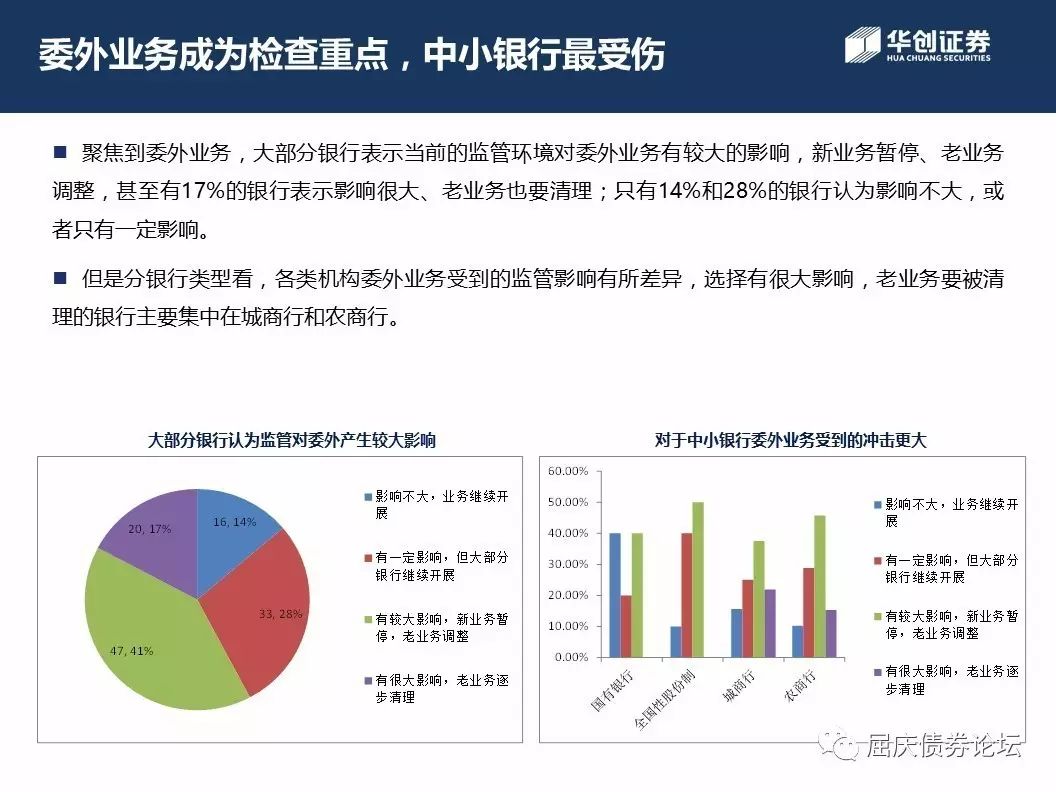 委外业务成为检查重点，中小银行最受伤
华创证券
HUA CHUANG SECURITIES
■ 聚焦到委外业务，大部分银行表示当前的监管环境对委外业务有较大的影响，新业务暂停、老业务
调整，甚至有17%的银行表示影响很大、老业务也要清理；只有14%和28%的银行认为影响不大，或
者只有一定影响。
■ 但是分银行类型看，各类机构委外业务受到的监管影响有所差异，选择有很大影响，老业务要被清
理的银行主要集中在城商行和农商行。
大部分银行认为监管对委外产生较大影响
20, 17%
16, 14%
33, 28%
47, 41%
影响不大，业务继续开
展
有一定影响，但大部分
银行继续开展
有较大影响，新业务暂
停，老业务调整
有很大影响，老业务逐
步清理
对于中小银行委外业务受到的冲击更大
60.00%
50.00%
40.00%
30.00%
20.00%
10.00%
0.00%
国有银行
全国性股份制
城商行
农商行
影响不大，业务继续开
展
有一定影响，但大部分
银行继续开展
有较大影响，新业务暂
停，老业务调整
有很大影响，老业务逐
步清理
屈庆债券论坛